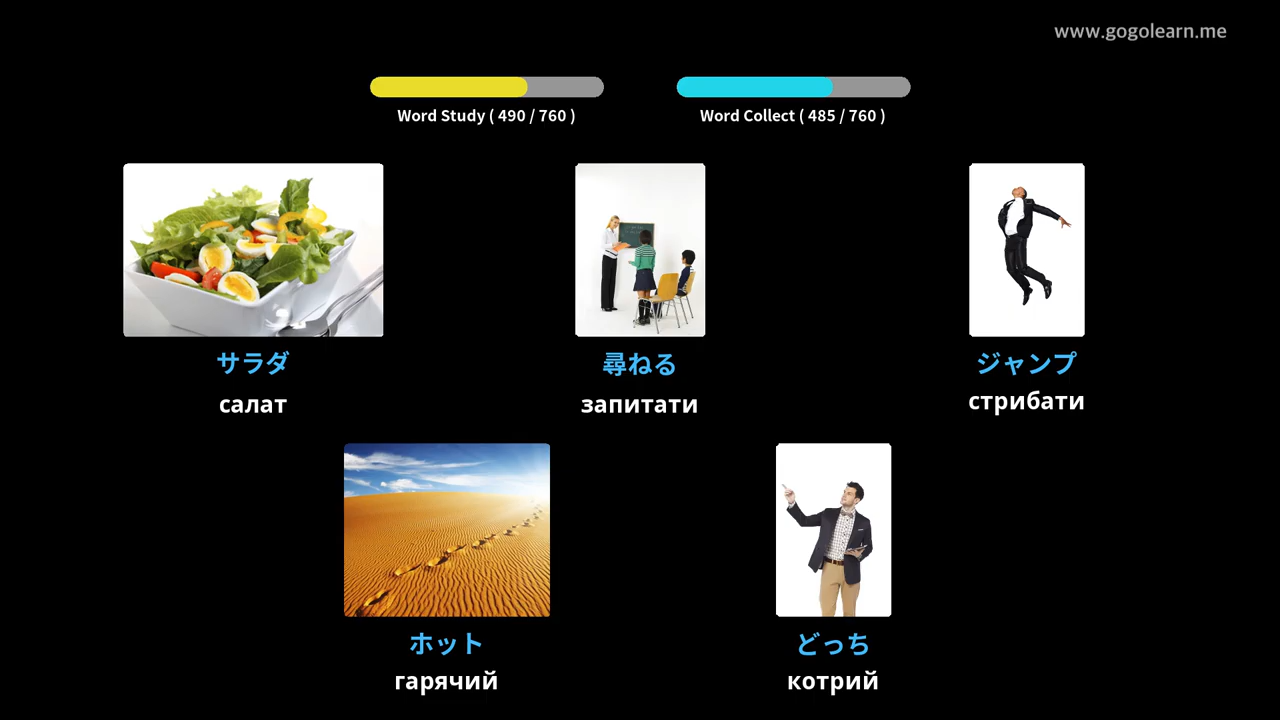 www.gogolearn.me
Word Study ( 490 / 760 )
Word Collect ( 485 / 760 )
サラダ
салат
尋ねる
запитати
ジャンプ
стрибати
ホット
гарячий
どっち
котрий